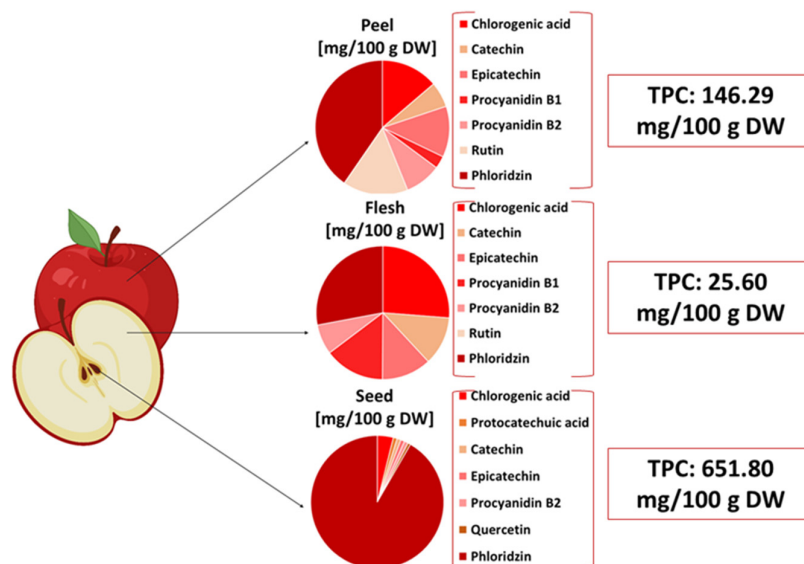 Peel
[mg/100 g DW]
Chlorogenic acid
Catechin
Epicatechin
Procyanidin B1
Procyanidin B2
Rutin
Phloridzin
TPC: 146.29
mg/100 g DW
Flesh
[mg/100 g DW]
Chlorogenic acid
Catechin
Epicatechin
Procyanidin B1
Procyanidin B2
Rutin
Phloridzin
TPC: 25.60
mg/100 g DW
Seed
[mg/100 g DW]
Chlorogenic acid
Protocatechuic acid
Catechin
Epicatechin
Procyanidin B2
Quercetin
Phloridzin
TPC: 651.80
mg/100 g DW